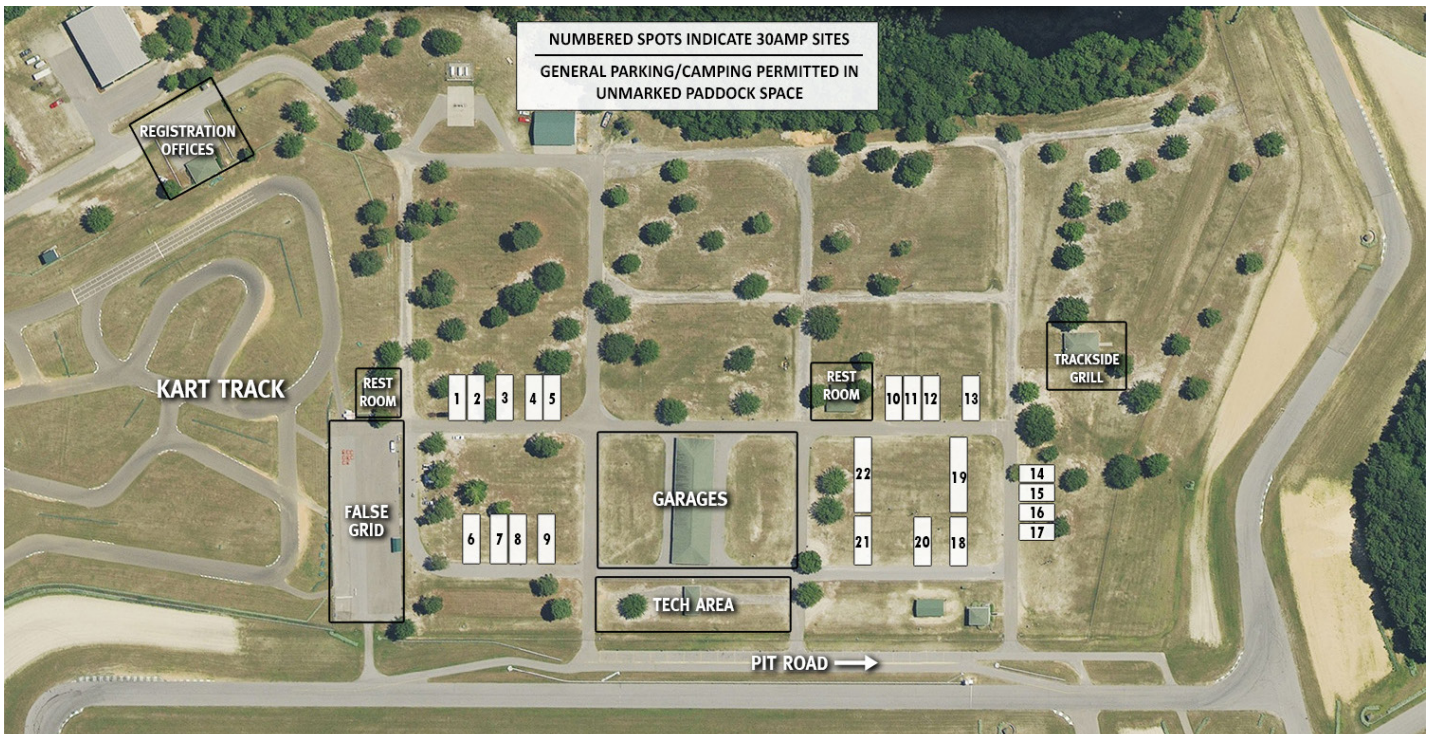 NUMBERED SPOTS INDICATE 30AMP SITES
GENERAL PARKING/CAMPING PERMITTED IN
UNMARKED PADDOCK SPACE
REGISTRATION
OFFICES
KART TRACK
REST
ROOM
1 2 3 4 5
REST
ROOM
10 11 12 13
TRACKSIDE
GRILL
FALSE
GRID
6 7 8 9
GARAGES
22 19
21 20 18
14
15
16
17
TECH AREA
PIT ROAD